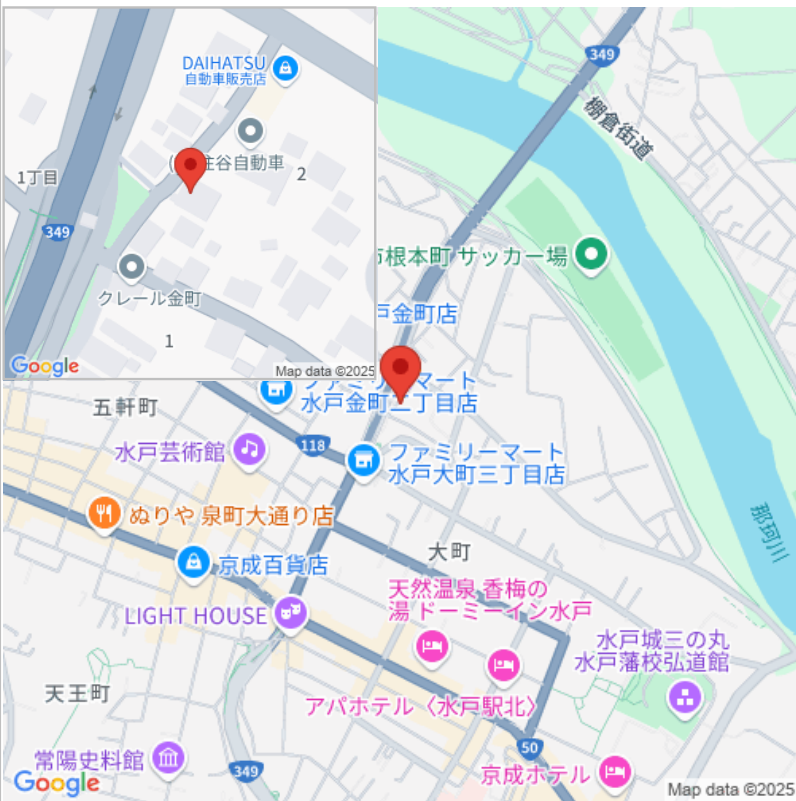 DAIHATSU
自動車販売店
住谷自動車
2
1丁目
349
クレール金町
1
Google
Map data ©2025
349
棚倉街道
市根本町 サッカー場
戸金町店
ファミリーマート
水戸金町二丁目店
五軒町
118
水戸芸術館
ファミリーマート
水戸大町三丁目店
ぬりや 泉町大通り店
那珂川
大町
京成百貨店
天然温泉 香梅の
湯 ドーミーイン水戸
LIGHT HOUSE
水戸城三の丸
水戸藩校弘道館
天王町
アパホテル〈水戸駅北〉
50
常陽史料館
349
京成ホテル
Google
Map data ©2025